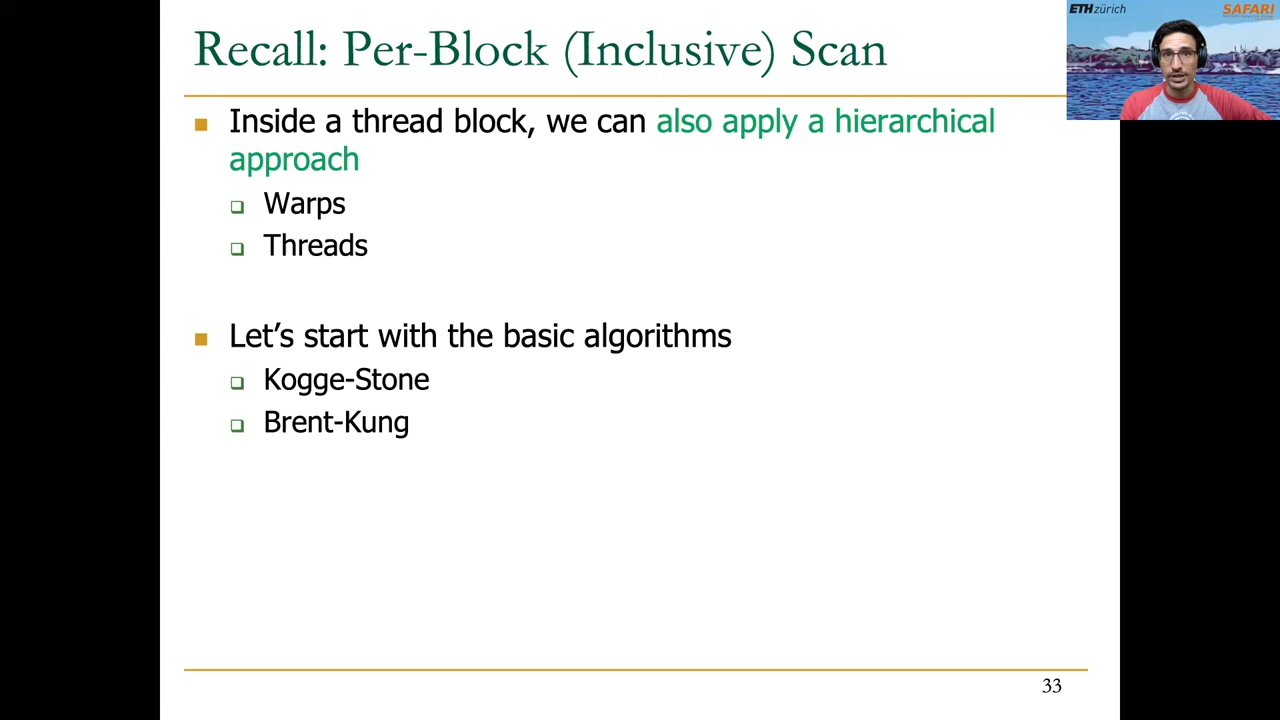 Recall: Per-Block (Inclusive) Scan
ETH zürich
SAFARI
Inside a thread block, we can also apply a hierarchical
approach
Warps
Threads
Let's start with the basic algorithms
Kogge-Stone
Brent-Kung
33